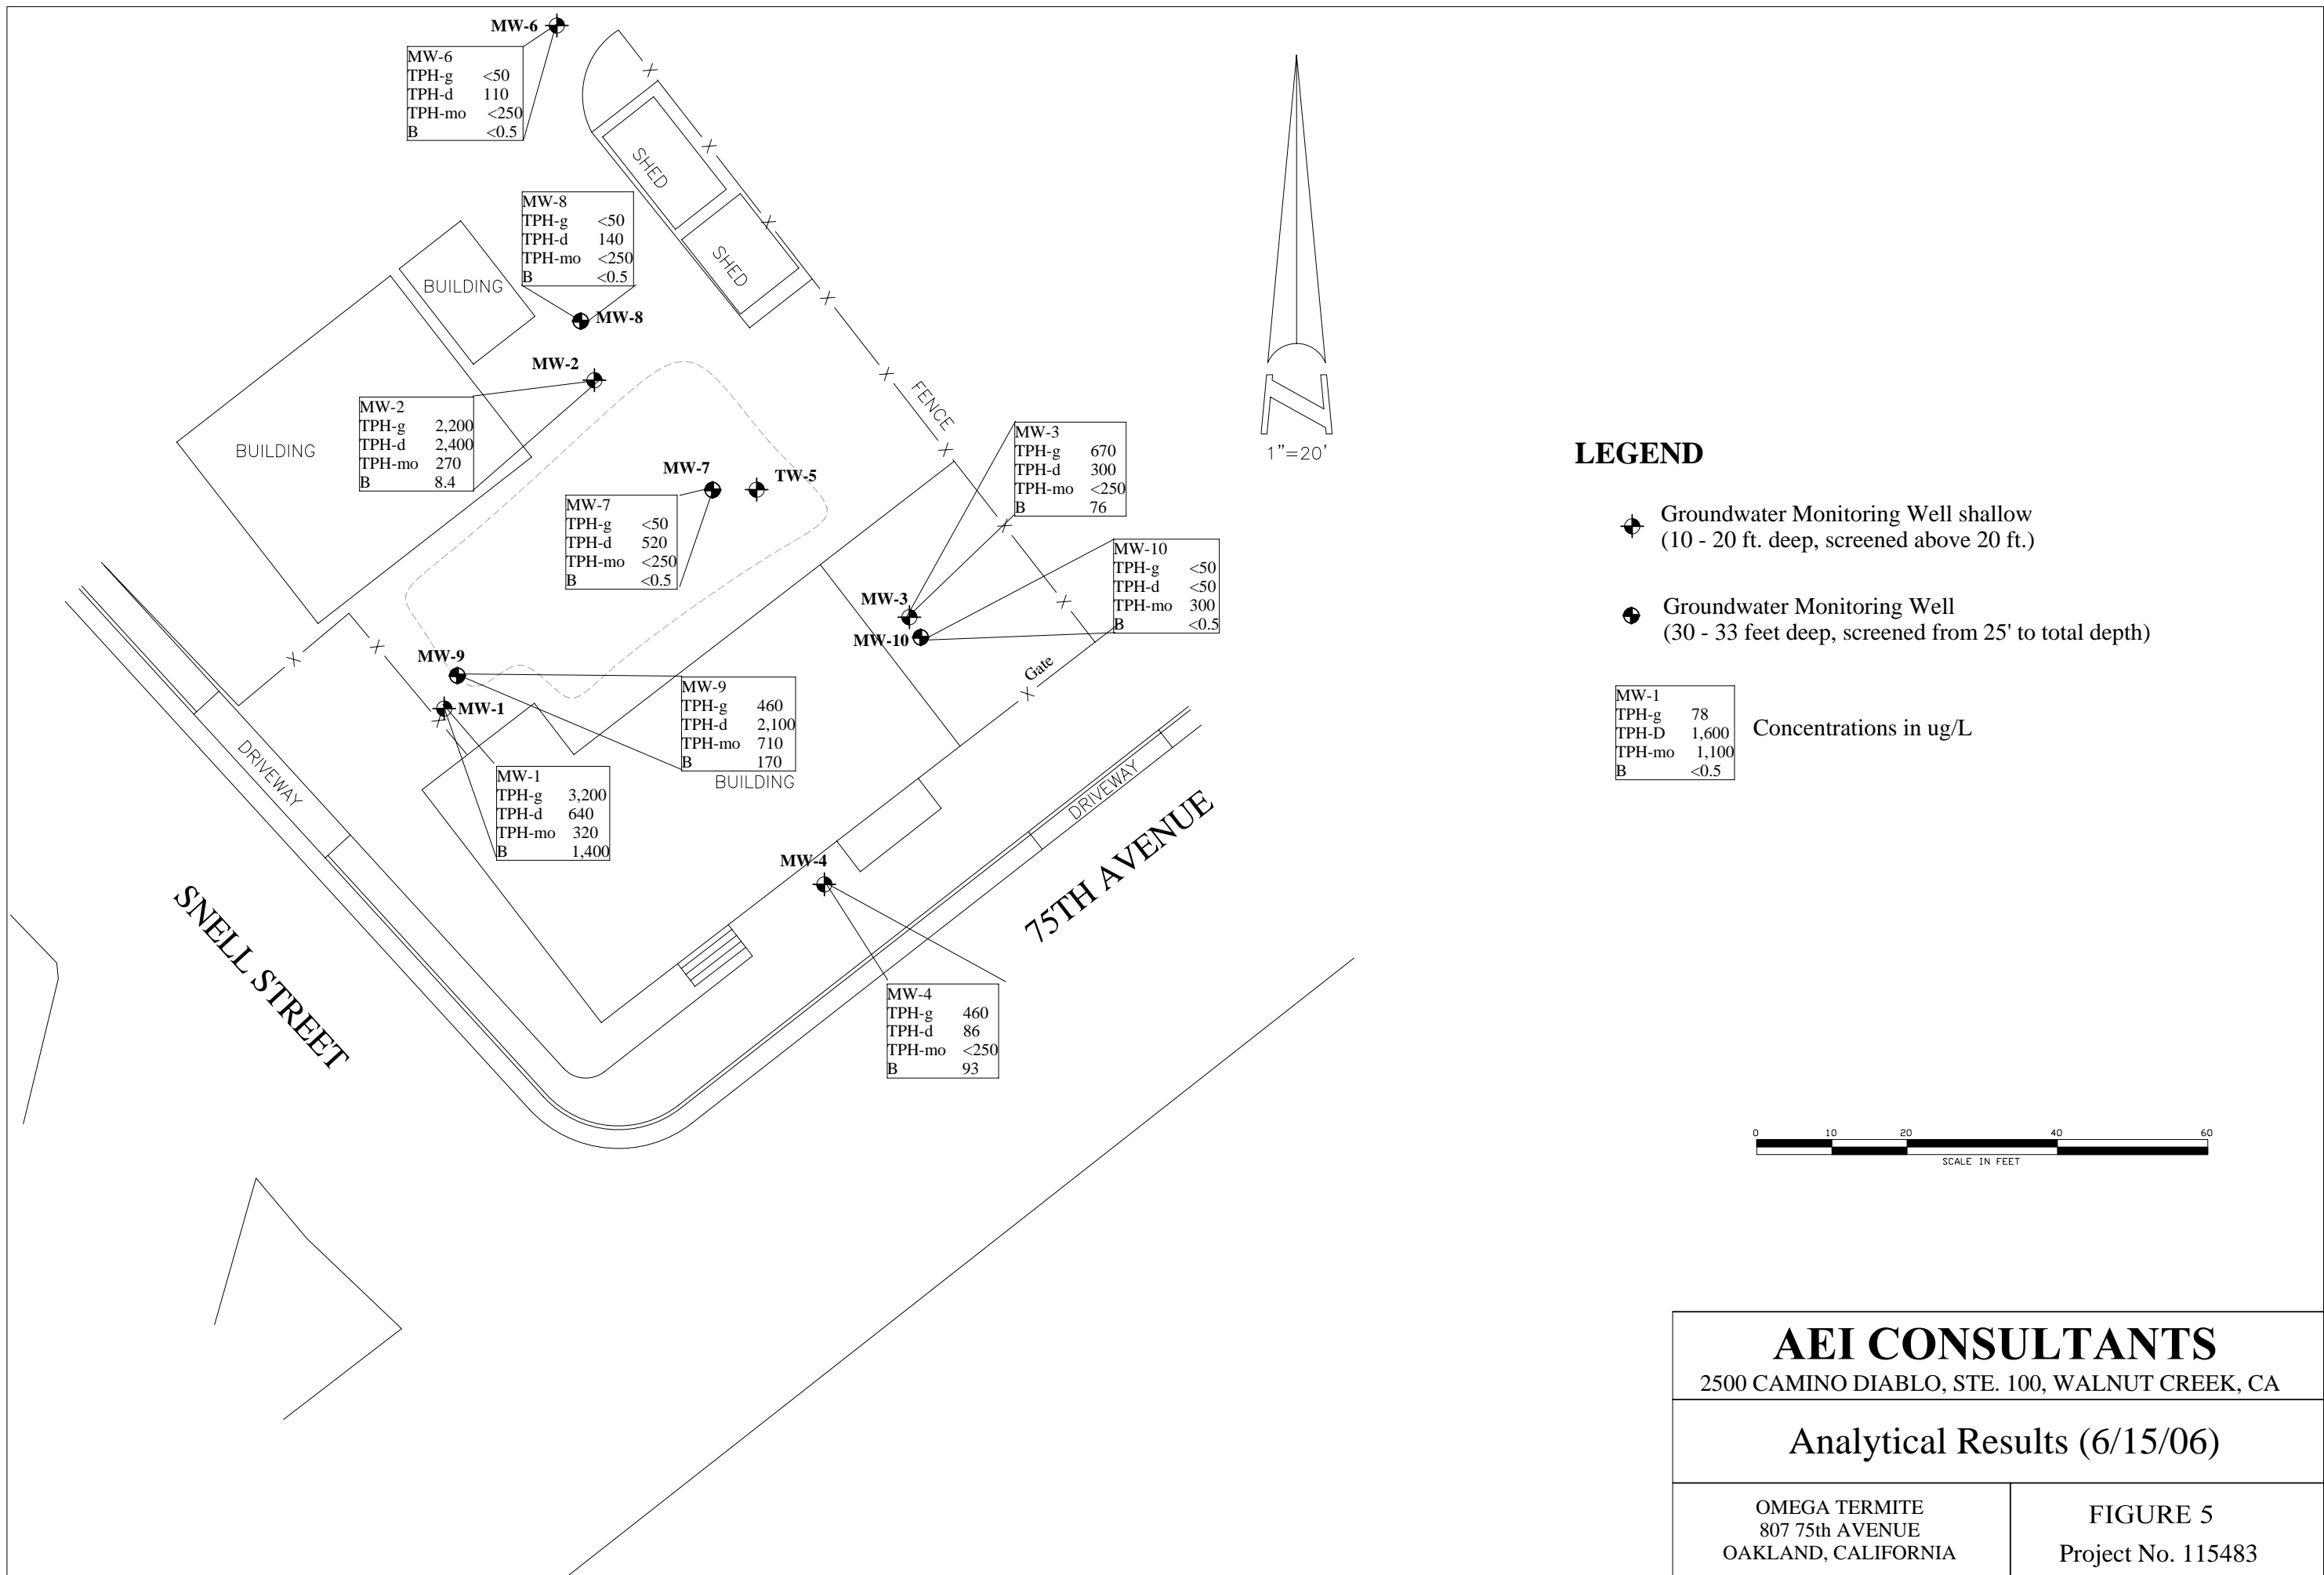 MW-6
MW-6
TPH-g <50
TPH-d 110
TPH-mo <250
B <0.5
SHED
SHED
MW-8
TPH-g <50
TPH-d 140
TPH-mo <250
B <0.5
MW-8
BUILDING
BUILDING
MW-2
MW-2
TPH-g 2,200
TPH-d 2,400
TPH-mo 270
B 8.4
FENCE
MW-7
TW-5
MW-7
TPH-g <50
TPH-d 520
TPH-mo <250
B <0.5
MW-3
TPH-g 670
TPH-d 300
TPH-mo <250
B 76
MW-3
MW-10
MW-10
TPH-g <50
TPH-d <50
TPH-mo 300
B <0.5
Gate
MW-9
MW-1
MW-9
TPH-g 460
TPH-d 2,100
TPH-mo 710
B 170
BUILDING
MW-1
TPH-g 3,200
TPH-d 640
TPH-mo 320
B 1,400
MW-4
MW-4
TPH-g 460
TPH-d 86
TPH-mo <250
B 93
DRIVEWAY
DRIVEWAY
SNELL STREET
75TH AVENUE
N
1"=20'
LEGEND
Groundwater Monitoring Well shallow
(10 - 20 ft. deep, screened above 20 ft.)
Groundwater Monitoring Well
(30 - 33 feet deep, screened from 25' to total depth)
MW-1
TPH-g 78
TPH-D 1,600
TPH-mo 1,100
B <0.5
Concentrations in ug/L
0 10 20 40 60
SCALE IN FEET
AEI CONSULTANTS
2500 CAMINO DIABLO, STE. 100, WALNUT CREEK, CA
Analytical Results (6/15/06)
OMEGA TERMITE
807 75th AVENUE
OAKLAND, CALIFORNIA
FIGURE 5
Project No. 115483